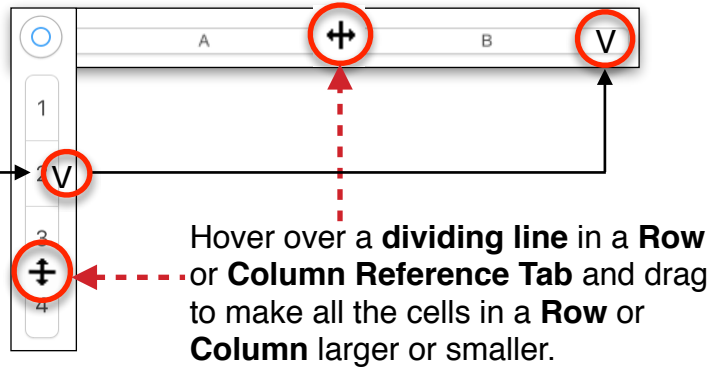 A B V
1
2 V
3
4
Hover over a dividing line in a Row
or Column Reference Tab and drag
to make all the cells in a Row or
Column larger or smaller.